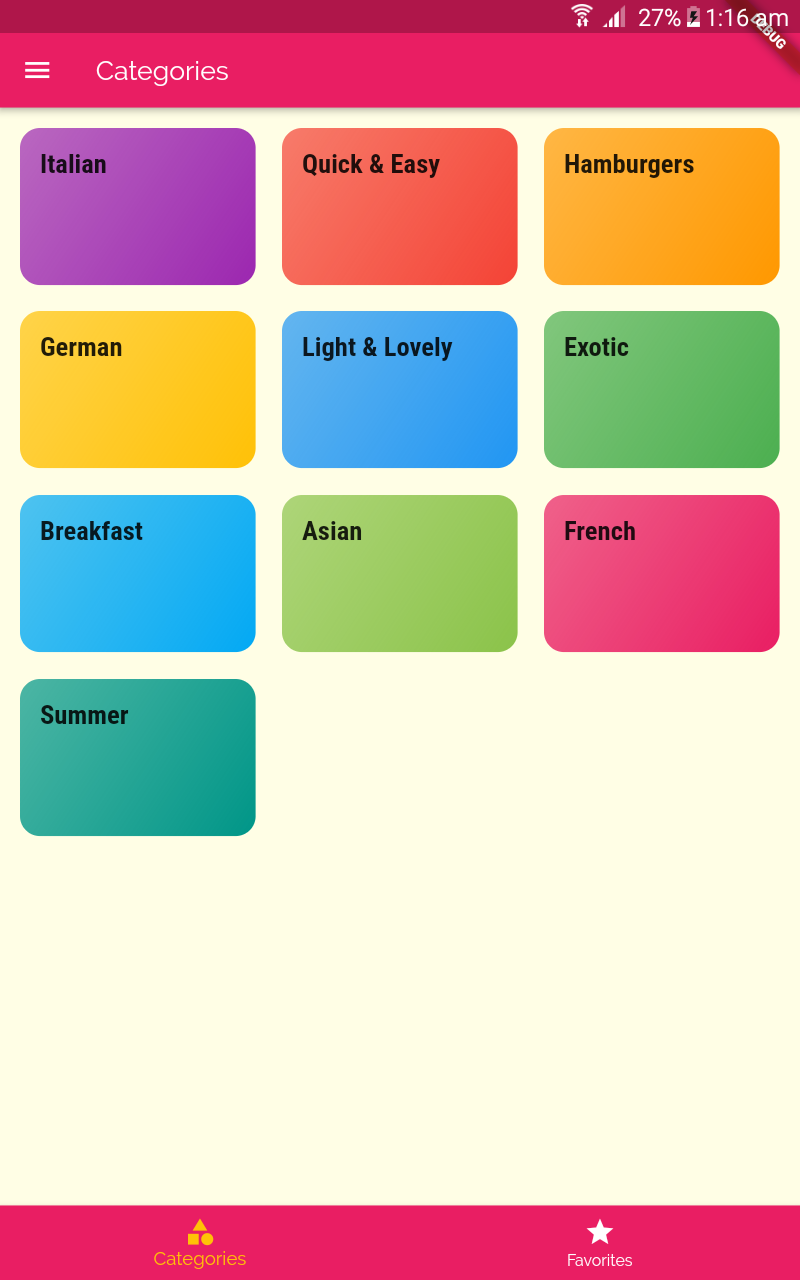 27% 1:16 am
DEBUG
Categories
Italian
Quick & Easy
Hamburgers
German
Light & Lovely
Exotic
Breakfast
Asian
French
Summer
Categories
Favorites